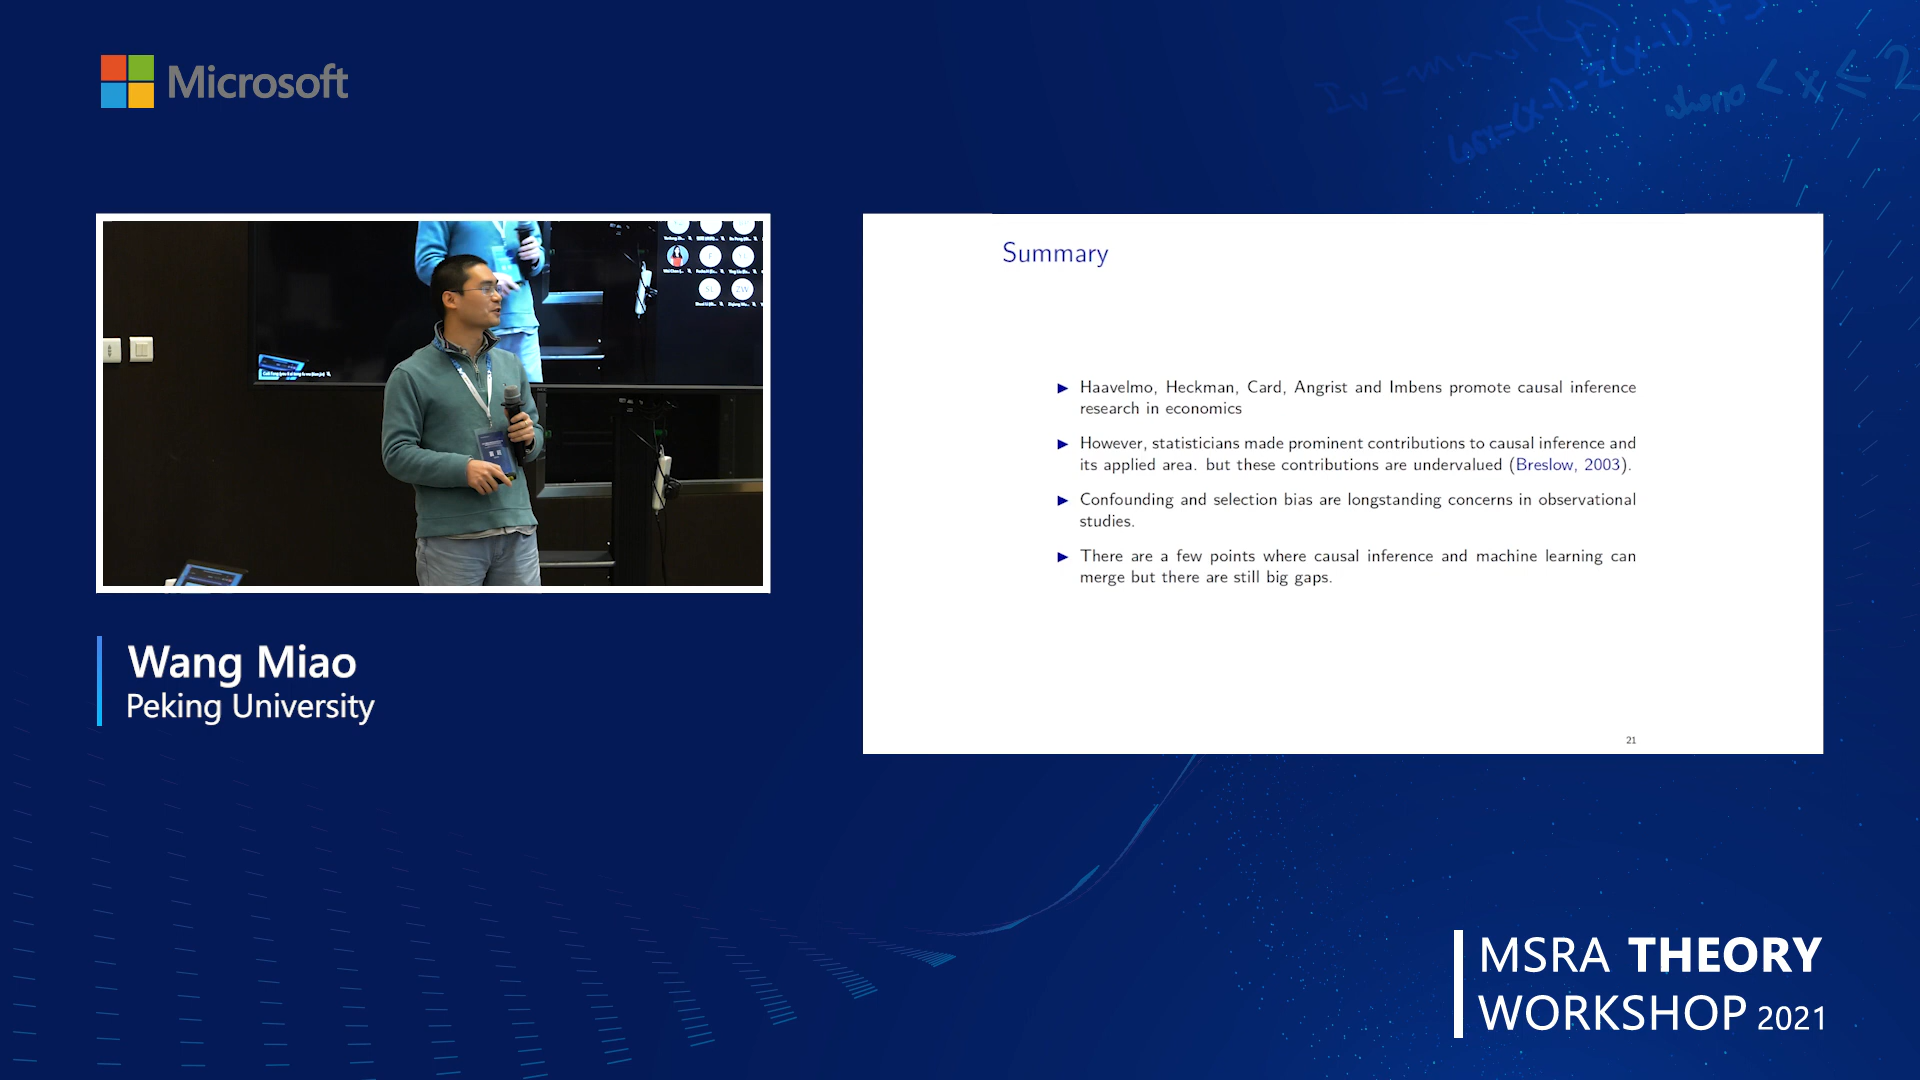 Microsoft
Wang Miao
Peking University
Summary
▶ Haavelmo, Heckman, Card, Angrist and Imbens promote causal inference
research in economics
▶ However, statisticians made prominent contributions to causal inference and
its applied area. but these contributions are undervalued (Breslow, 2003).
▶ Confounding and selection bias are longstanding concerns in observational
studies.
▶ There are a few points where causal inference and machine learning can
merge but there are still big gaps.
21
MSRA THEORY
WORKSHOP 2021